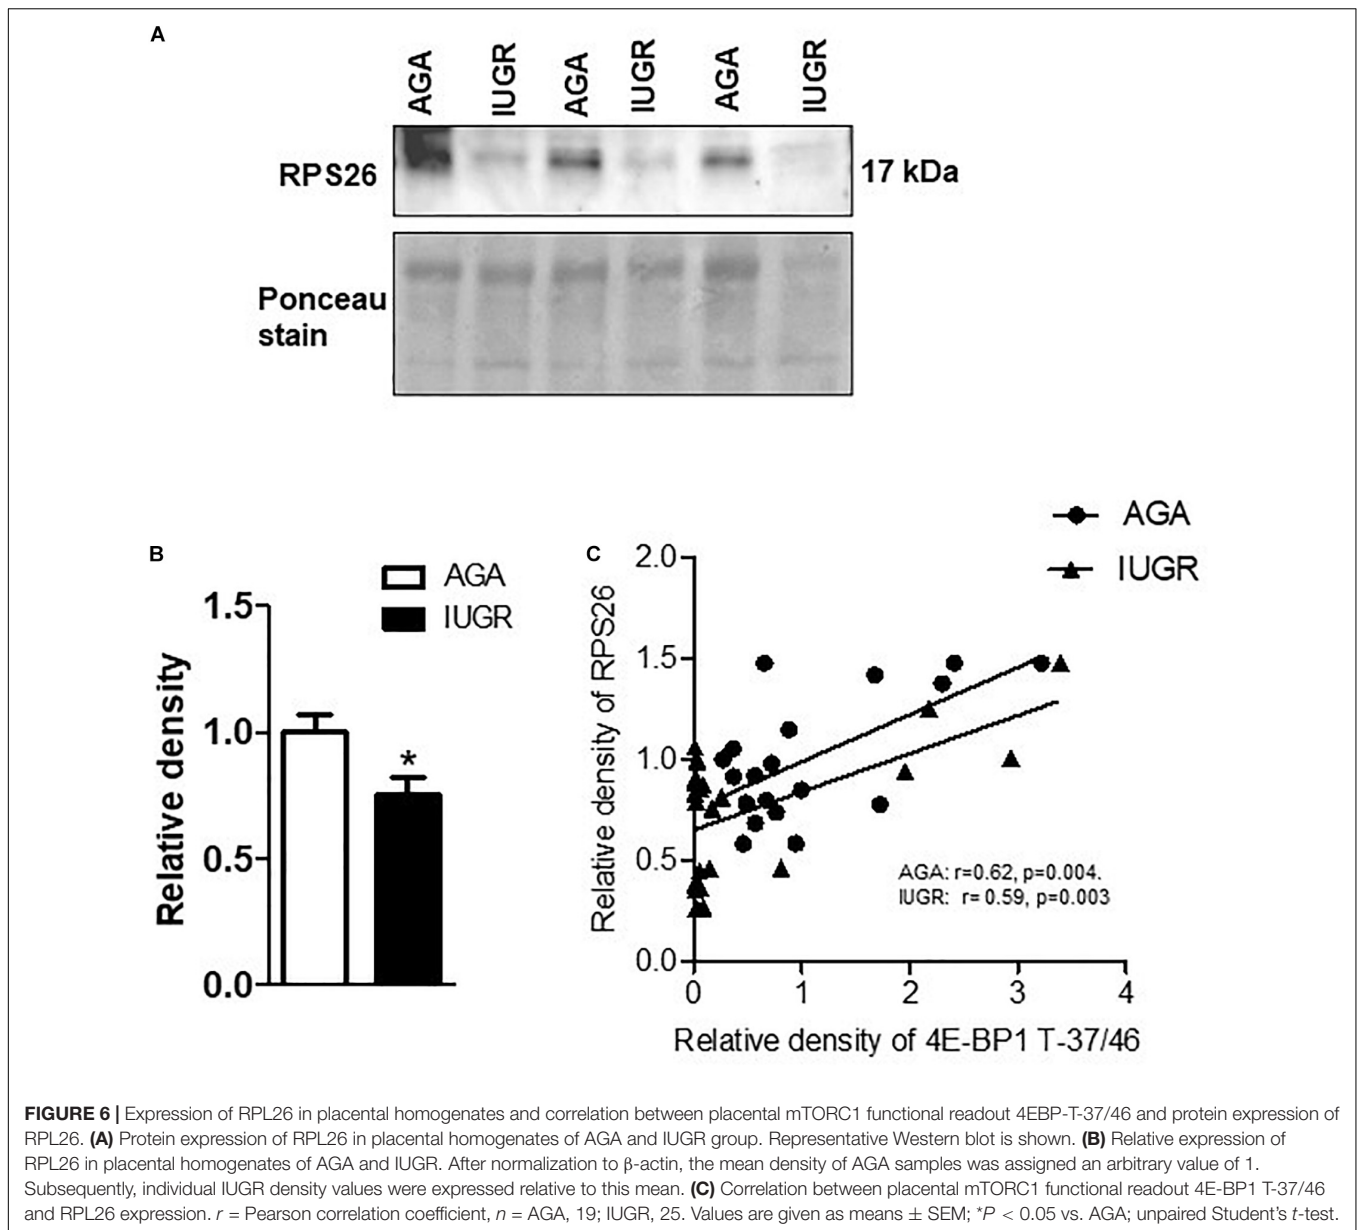 A
AGA IUGR AGA IUGR AGA IUGR
RPS26
17 kDa
Ponceau
stain
B
AGA
IUGR
Relative density
1.5
1.0
0.5
0.0
*
C
AGA
IUGR
Relative density of RPS26
2.0
1.5
1.0
0.5
0.0
AGA: r=0.62, p=0.004.
IUGR: r= 0.59, p=0.003
0 1 2 3 4
Relative density of 4E-BP1 T-37/46
FIGURE 6 | Expression of RPL26 in placental homogenates and correlation between placental mTORC1 functional readout 4EBP-T-37/46 and protein expression of
RPL26. (A) Protein expression of RPL26 in placental homogenates of AGA and IUGR group. Representative Western blot is shown. (B) Relative expression of
RPL26 in placental homogenates of AGA and IUGR. After normalization to β-actin, the mean density of AGA samples was assigned an arbitrary value of 1.
Subsequently, individual IUGR density values were expressed relative to this mean. (C) Correlation between placental mTORC1 functional readout 4E-BP1 T-37/46
and RPL26 expression. r = Pearson correlation coefficient, n = AGA, 19; IUGR, 25. Values are given as means ± SEM; *P < 0.05 vs. AGA; unpaired Student's t-test.